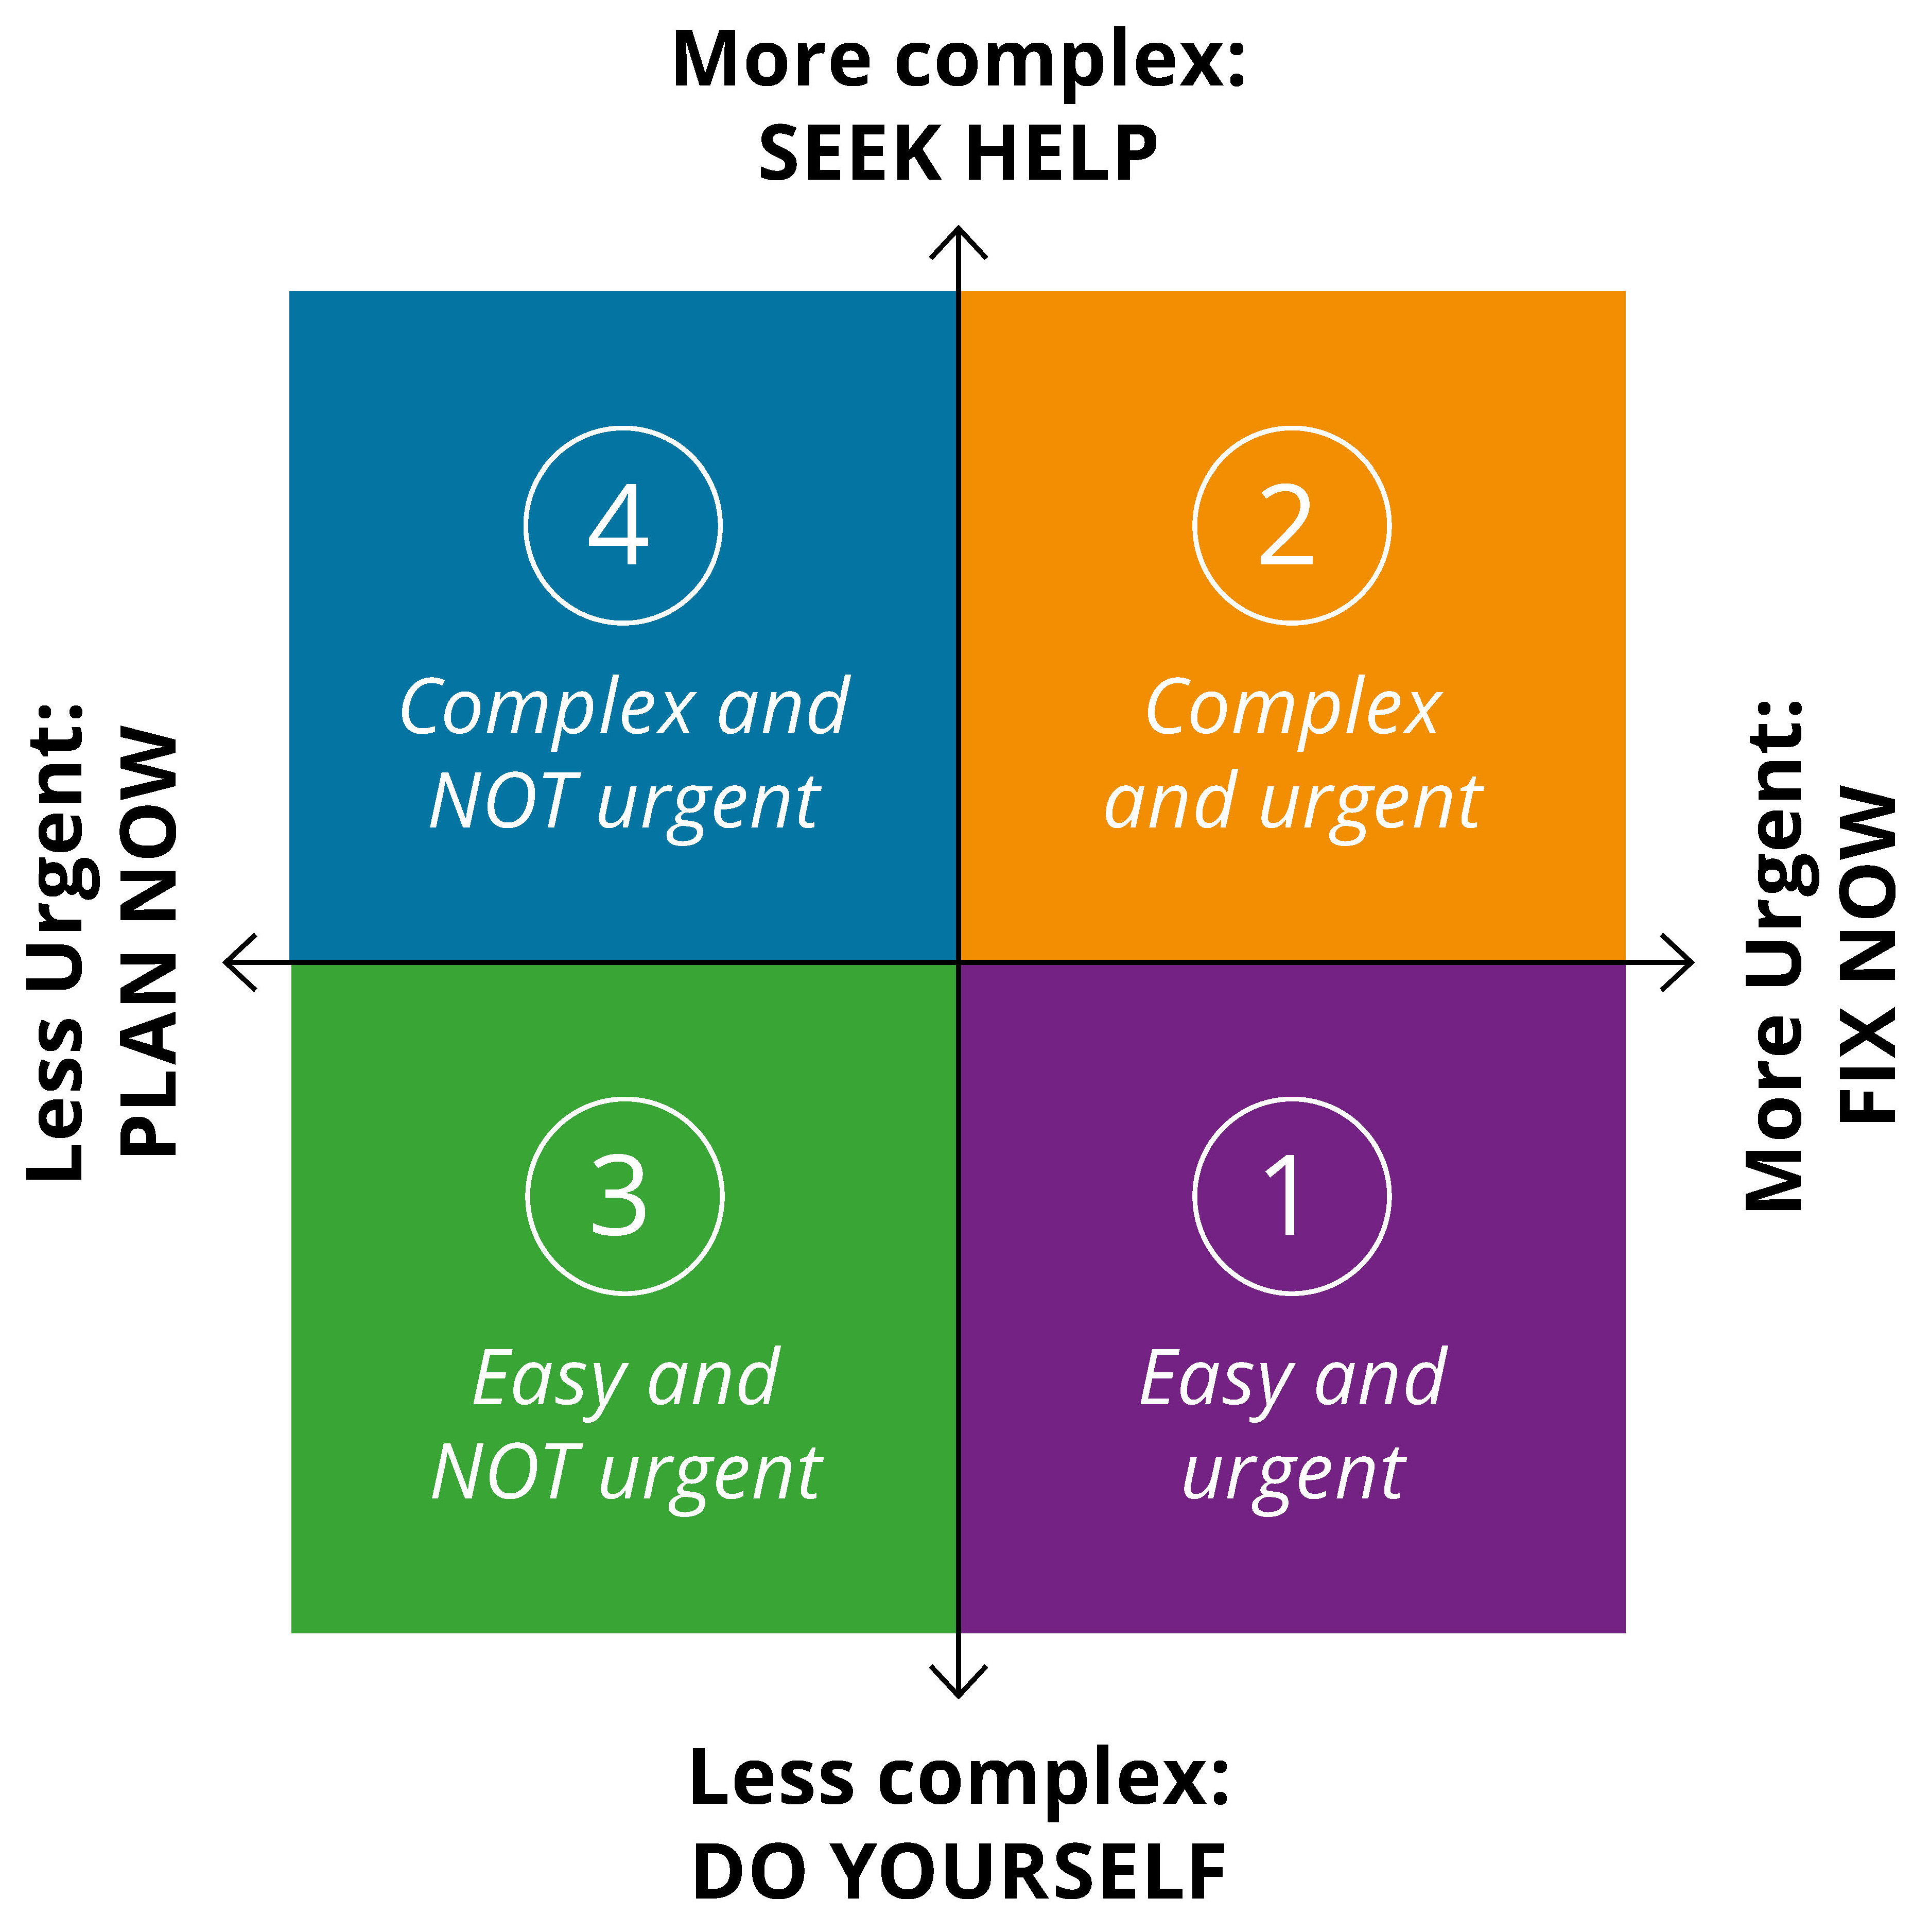 More complex:
SEEK HELP
Less Urgent:
PLAN NOW
4
Complex and
NOT urgent
2
Complex
and urgent
More Urgent:
FIX NOW
3
Easy and
NOT urgent
1
Easy and
urgent
Less complex:
DO YOURSELF